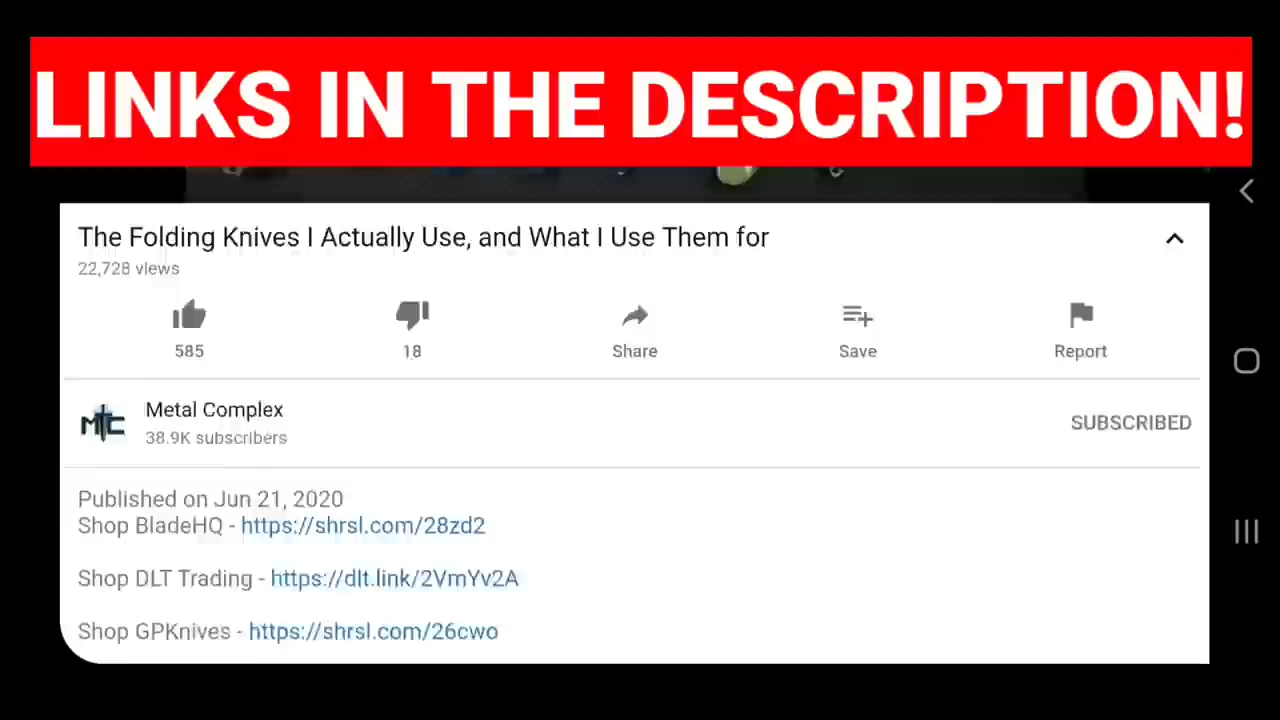 LINKS IN THE DESCRIPTION!
The Folding Knives I Actually Use, and What I Use Them for
22,728 views
585
18
Share
Save
Report
MTC
Metal Complex
38.9K subscribers
SUBSCRIBED
Published on Jun 21, 2020
Shop BladeHQ - https://shrsl.com/28zd2
Shop DLT Trading - https://dlt.link/2VmYv2A
Shop GPKnives - https://shrsl.com/26cwo